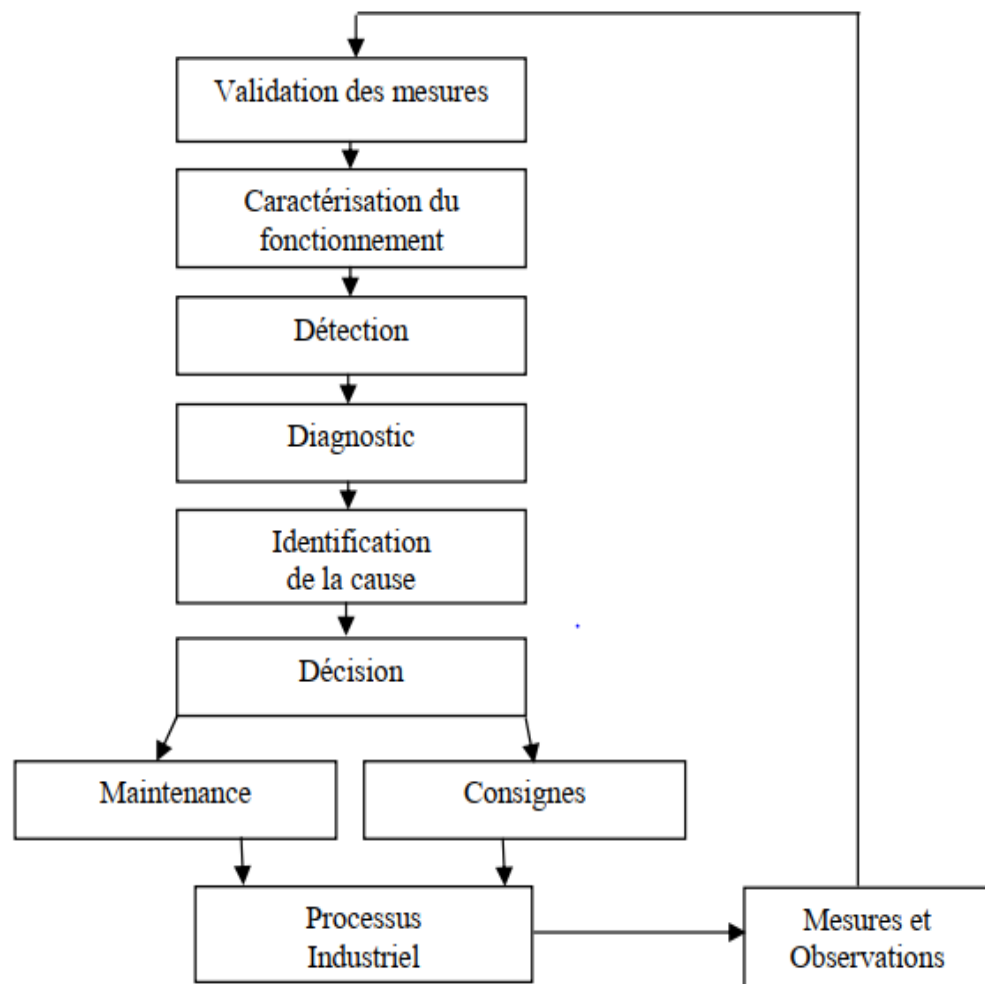 Validation des mesures
Caractérisation du
fonctionnement
Détection
Diagnostic
Identification
de la cause
Décision
Maintenance
Consignes
Processus
Industriel
Mesures et
Observations